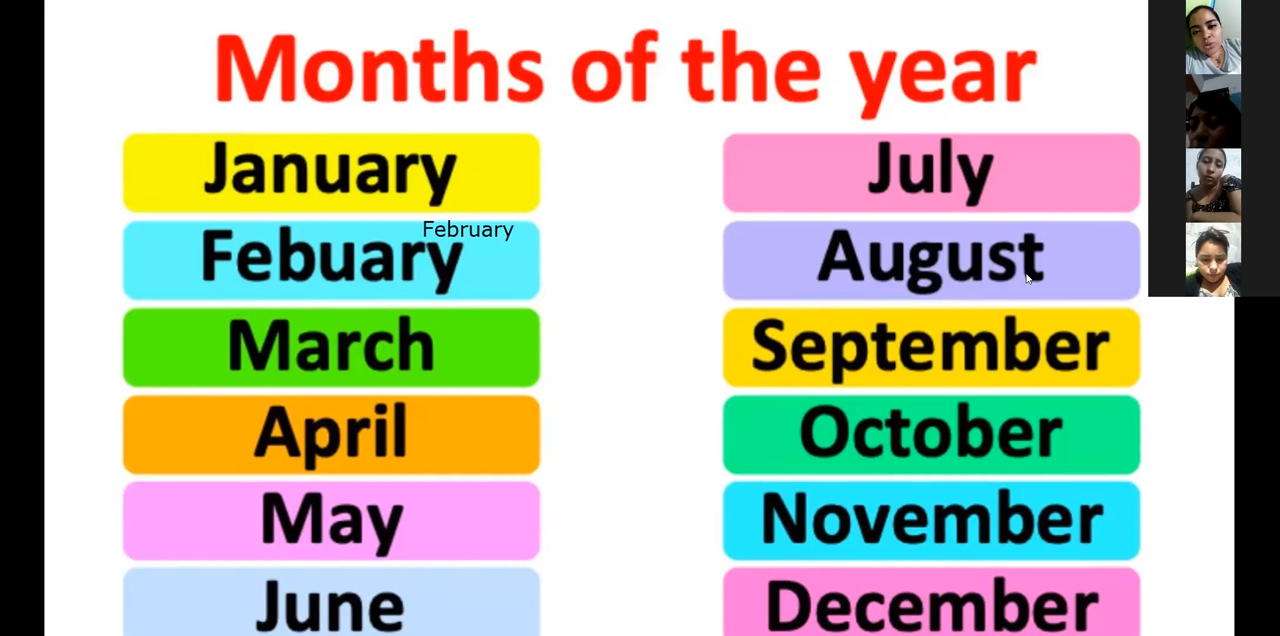 Months of the year
January
February
Febuary
March
April
May
June
July
August
September
October
November
December